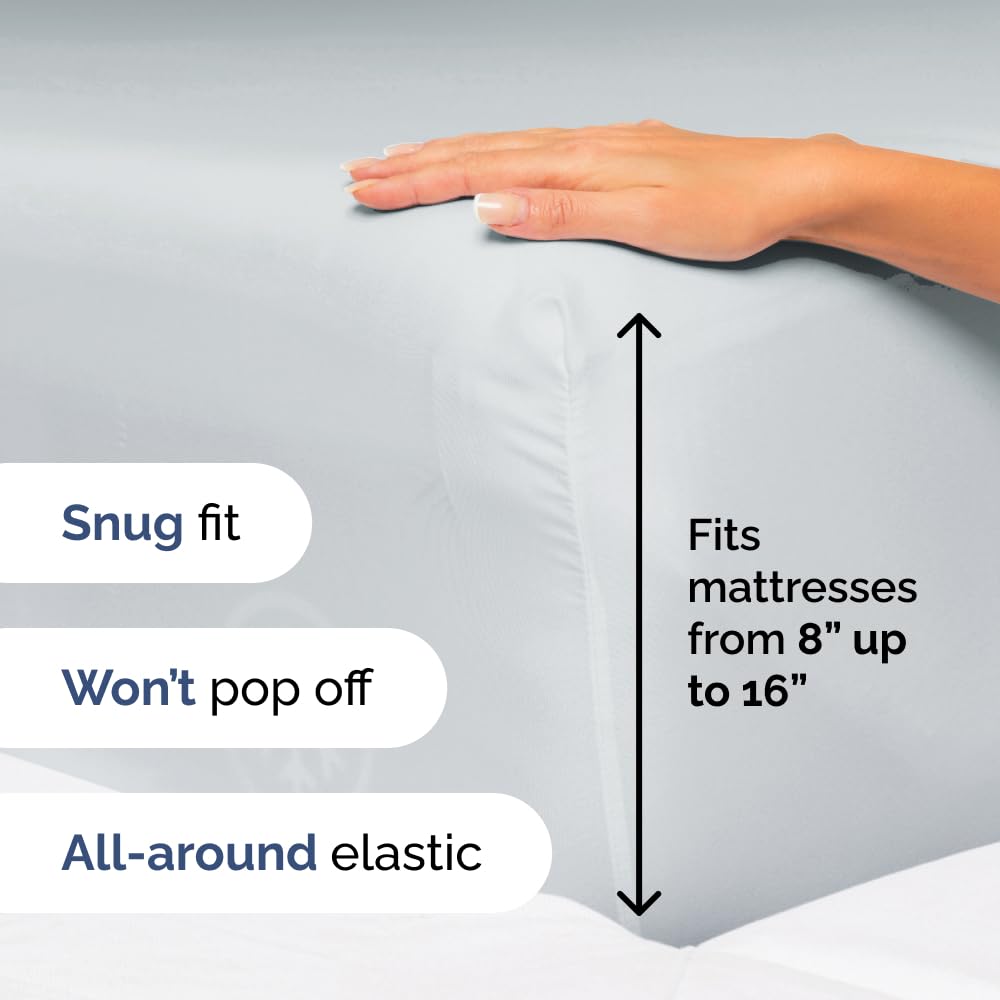 Snug fit
Won’t pop off
All-around elastic
Fits
mattresses
from 8” up
to 16”